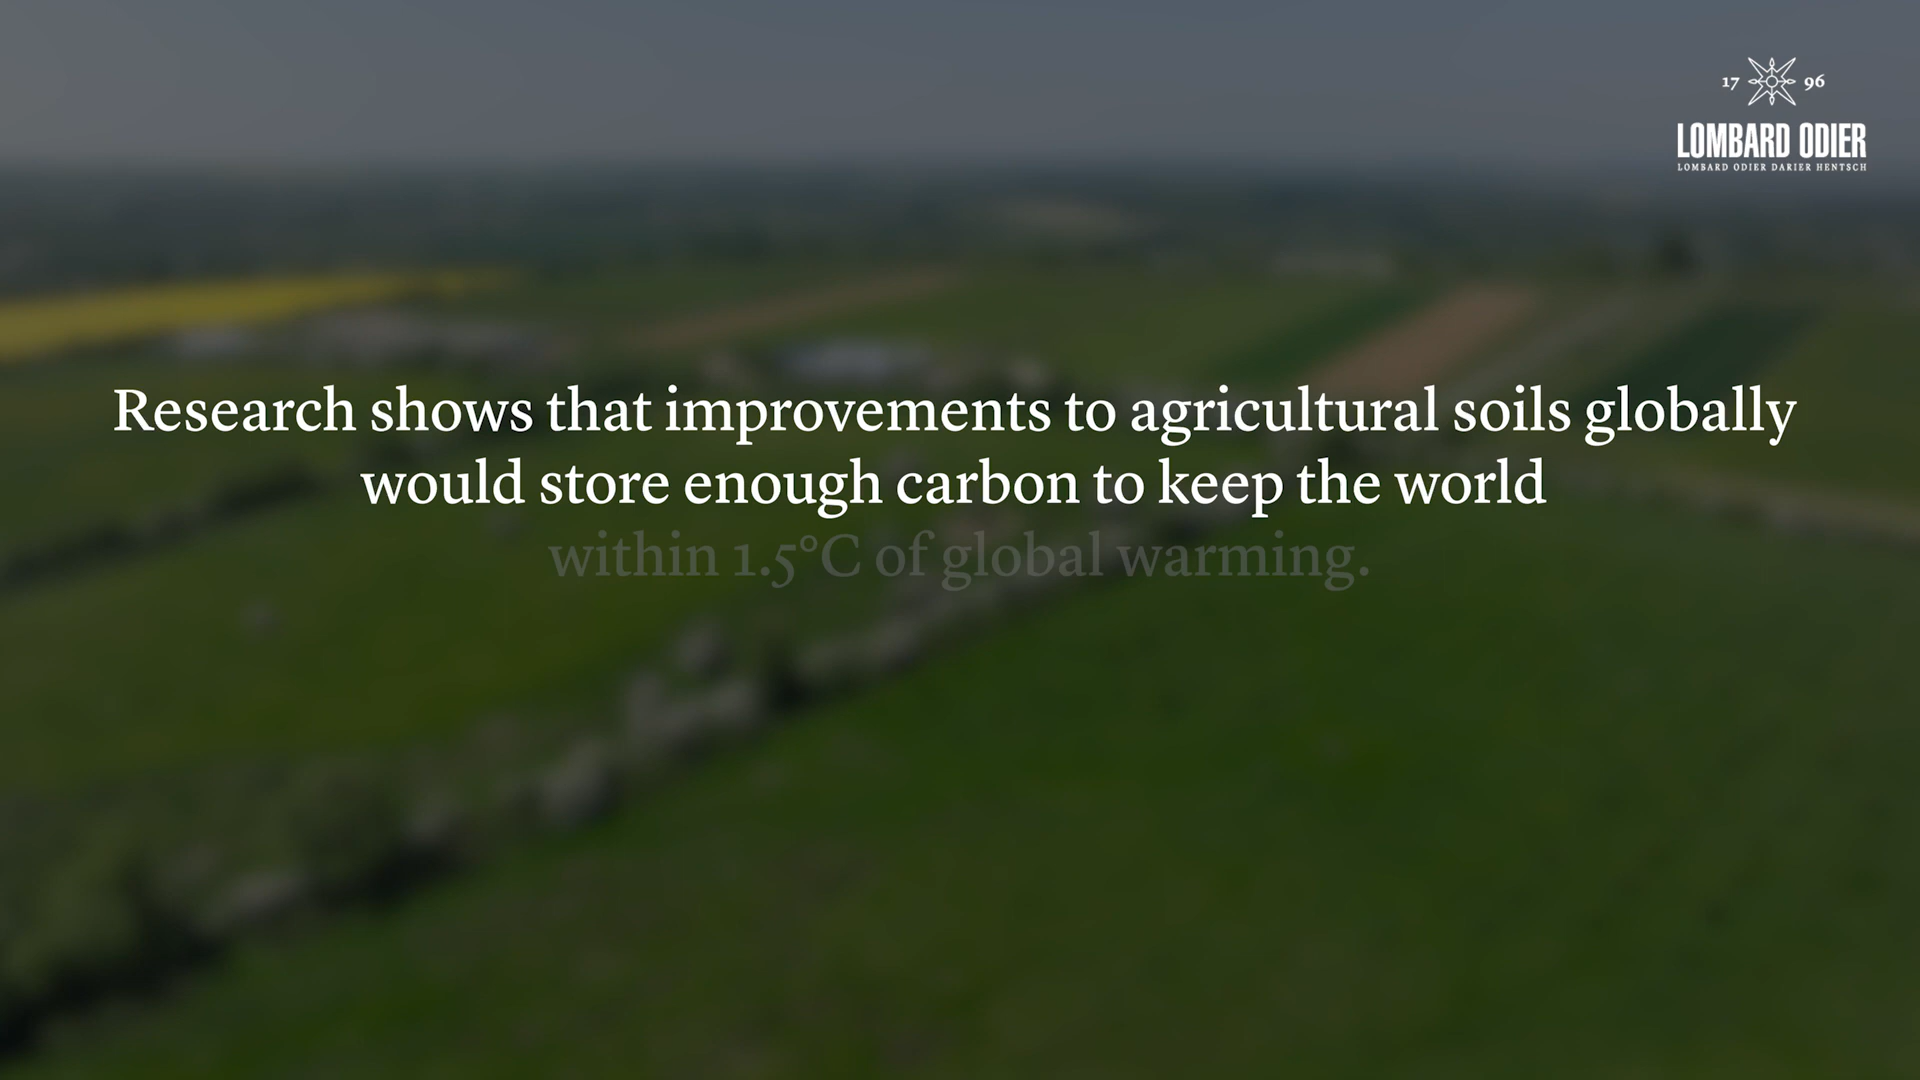 17 96
LOMBARD ODIER
LOMBARD ODIER DARIER HENTSCH
Research shows that improvements to agricultural soils globally
would store enough carbon to keep the world
within 1.5°C of global warming.